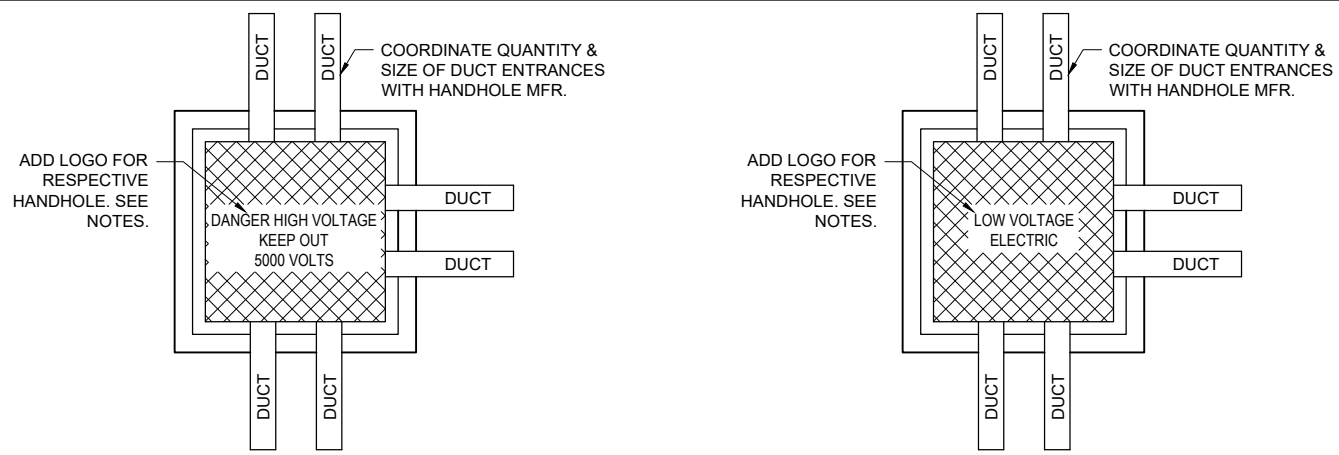 DUCT
DUCT
COORDINATE QUANTITY &
SIZE OF DUCT ENTRANCES
WITH HANDHOLE MFR.
ADD LOGO FOR
RESPECTIVE
HANDHOLE. SEE
NOTES.
DANGER HIGH VOLTAGE
KEEP OUT
5000 VOLTS
DUCT
DUCT
DUCT
DUCT
DUCT
DUCT
COORDINATE QUANTITY &
SIZE OF DUCT ENTRANCES
WITH HANDHOLE MFR.
ADD LOGO FOR
RESPECTIVE
HANDHOLE. SEE
NOTES.
LOW VOLTAGE
ELECTRIC
DUCT
DUCT
DUCT
DUCT